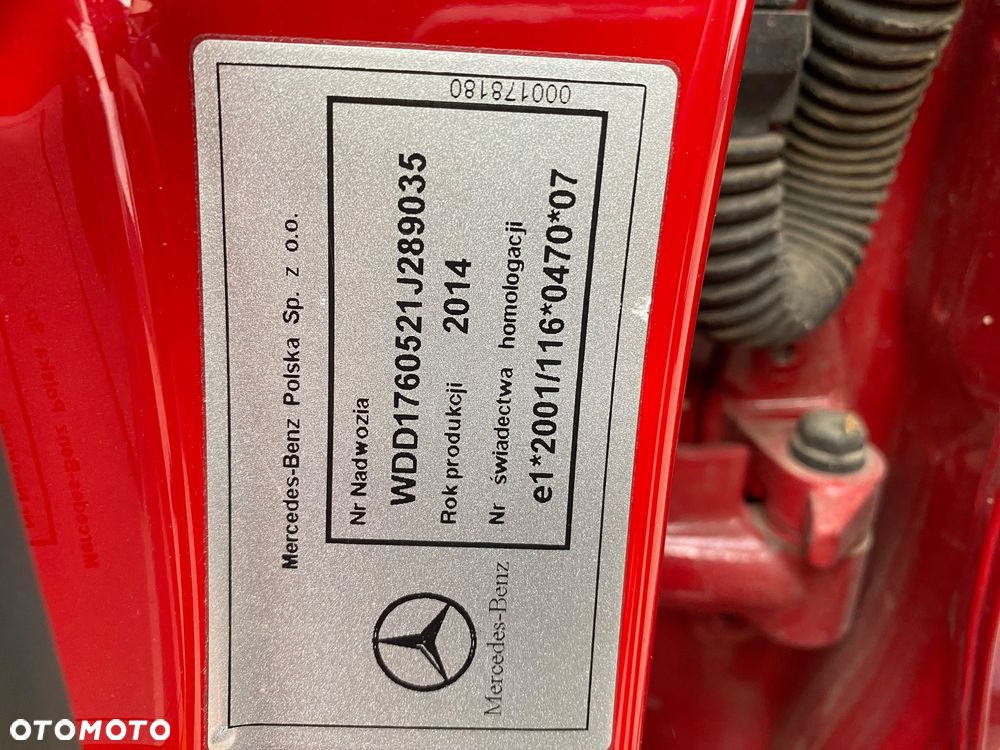 Mercedes-Benz Polska Sp. z o.o.
Nr Nadwozia
WDD1760521J289035
Rok produkcji 2014
Nr świadectwa homologacji
e1*2001/116*0470*07
000178180
Mercedes-Benz
OTOMOTO